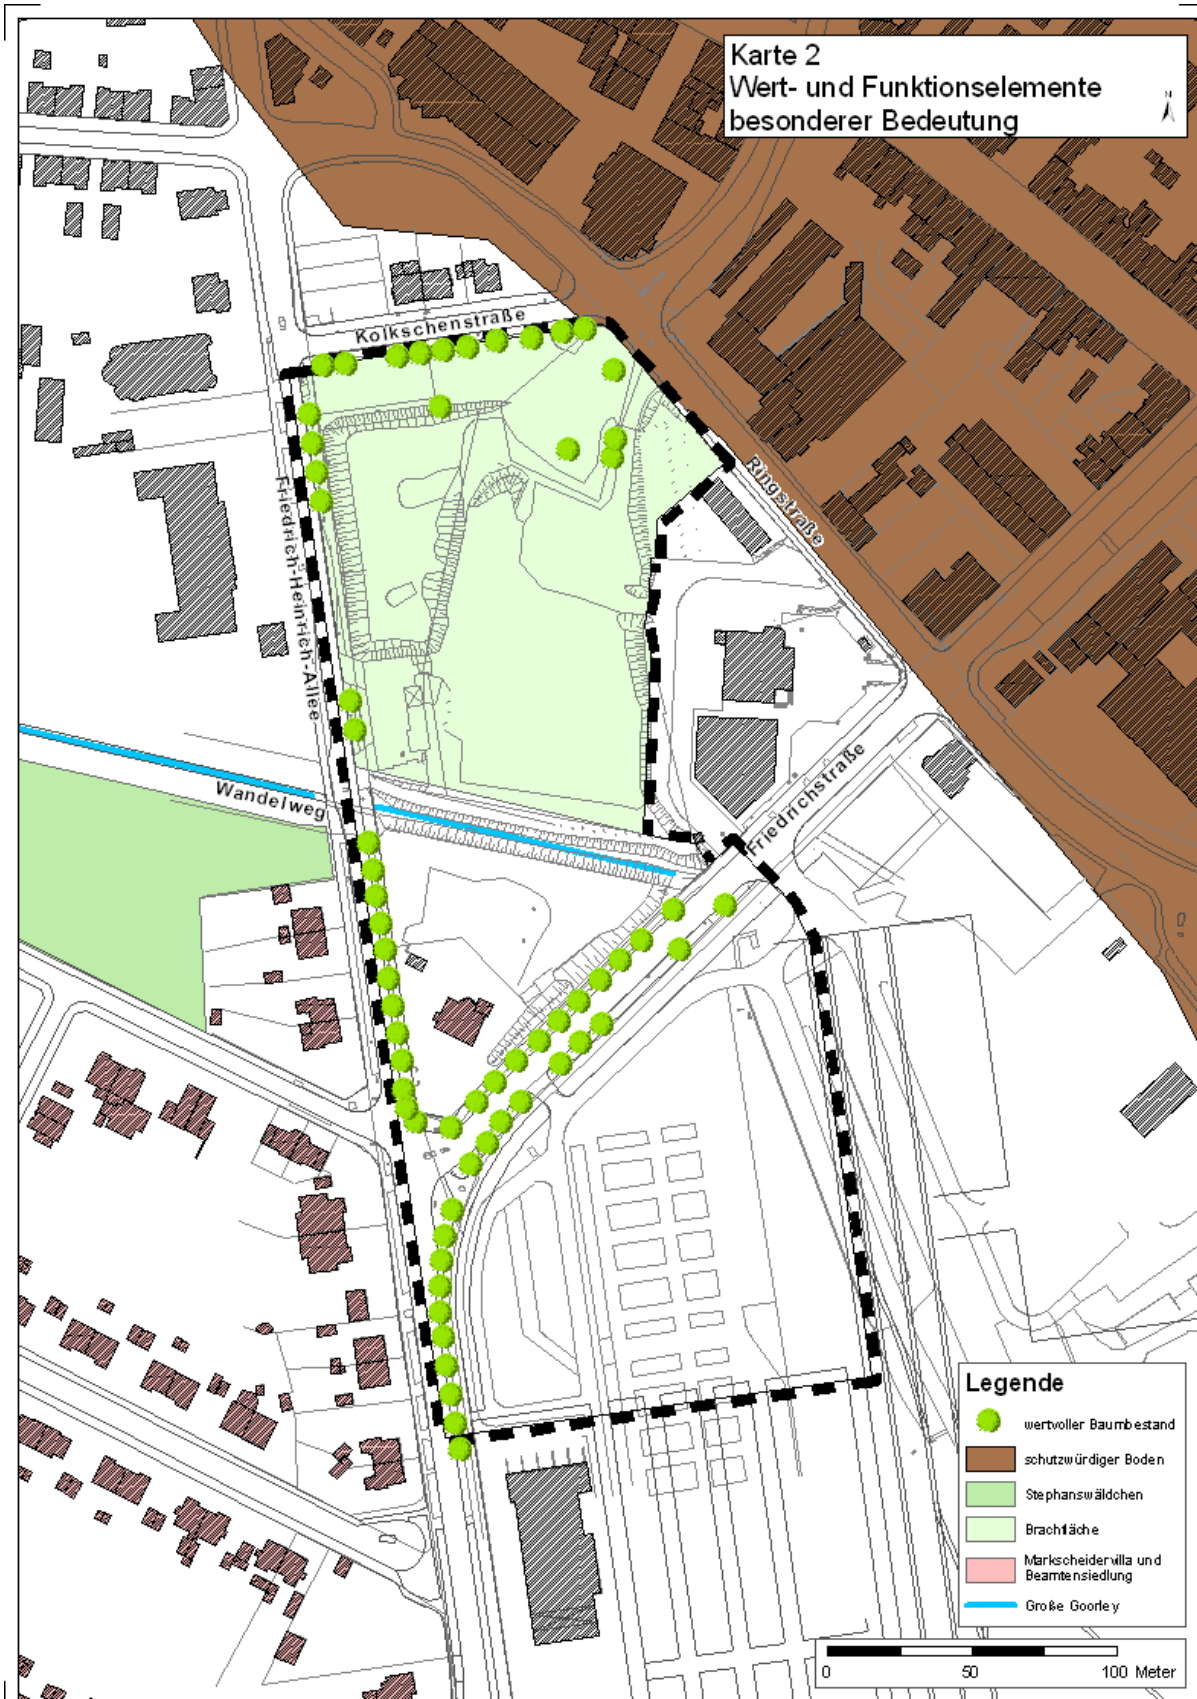 Karte 2
Wert- und Funktionselemente
besonderer Bedeutung
N
Kolkschenstraße
Ringstraße
Friedrich-Heinrich-Allee
Wandelweg
Friedrichstraße
Legende
wertvoller Baumbestand
schutzwürdiger Boden
Stephanswäldchen
Brachfläche
Markscheidervilla und
Beamtensiedlung
Große Goorley
0 50 100 Meter